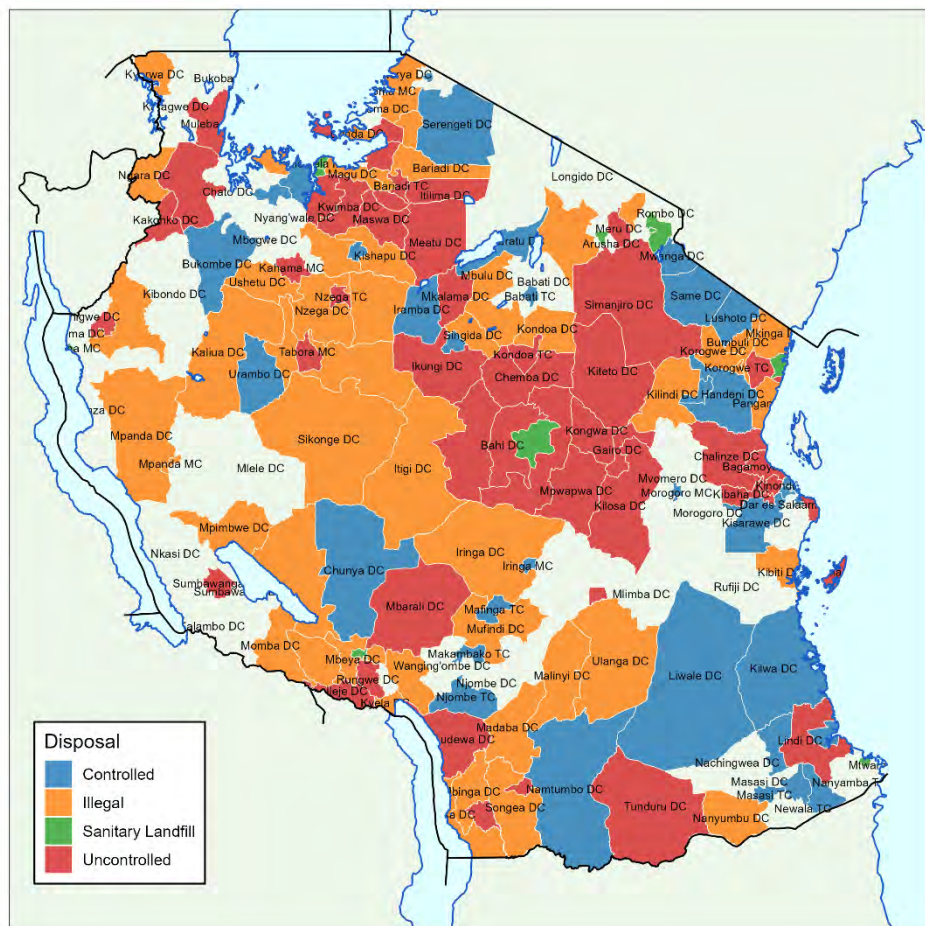 Kyerwa DC
Bukoba
Serengeti DC
Muleba
Ngara DC
Magu DC
Bariadi DC
Longido DC
Chato DC
Bariadi TC
Itilima DC
Kwimba DC
Rombo DC
Kakonko DC
Nyang'wale DC
Maswa DC
Meru DC
Mbogwe DC
Meatu DC
Arusha DC
Kishapu DC
Mwanga DC
Bukombe DC
Kahama MC
Mbulu DC
Babati DC
Ushetu DC
Kibondo DC
Nzega TC
Mkalama DC
Babati TC
Simanjiro DC
Same DC
Nzega DC
Iramba DC
Lushoto DC
Singida DC
Kondoa DC
Bumbuli DC
Kaliua DC
Tabora MC
Kondoa TC
Korogwe DC
Urambo DC
Ikungi DC
Chemba DC
Kiteto DC
Korogwe TC
Kilindi DC
Handeni DC
Mpanda DC
Sikonge DC
Bahi DC
Kongwa DC
Mpanda MC
Mlele DC
Itigi DC
Gairo DC
Chalinze DC
Mvomero DC
Mpwapwa DC
Morogoro MC
Kibaha DC
Kilosa DC
Morogoro DC
Dar es Salaam
Kisarawe DC
Mpimbwe DC
Nkasi DC
Iringa DC
Chunya DC
Iringa MC
Kibiti D
Rufiji DC
Mlimba DC
Mbarali DC
Mafinga TC
Mufindi DC
Momba DC
Makambako TC
Mbeya DC
Wanging'ombe DC
Ulanga DC
Kilwa DC
Rungwe DC
Njombe DC
Malinyi DC
Liwale DC
Njombe TC
Madaba DC
Lindi DC
Nachingwea DC
Mtwar
Masasi DC
Nanyamba T
Masasi TC
Songea DC
Namtumbo DC
Tunduru DC
Newala TC
Nanyumbu DC
Disposal
Controlled
Illegal
Sanitary Landfill
Uncontrolled